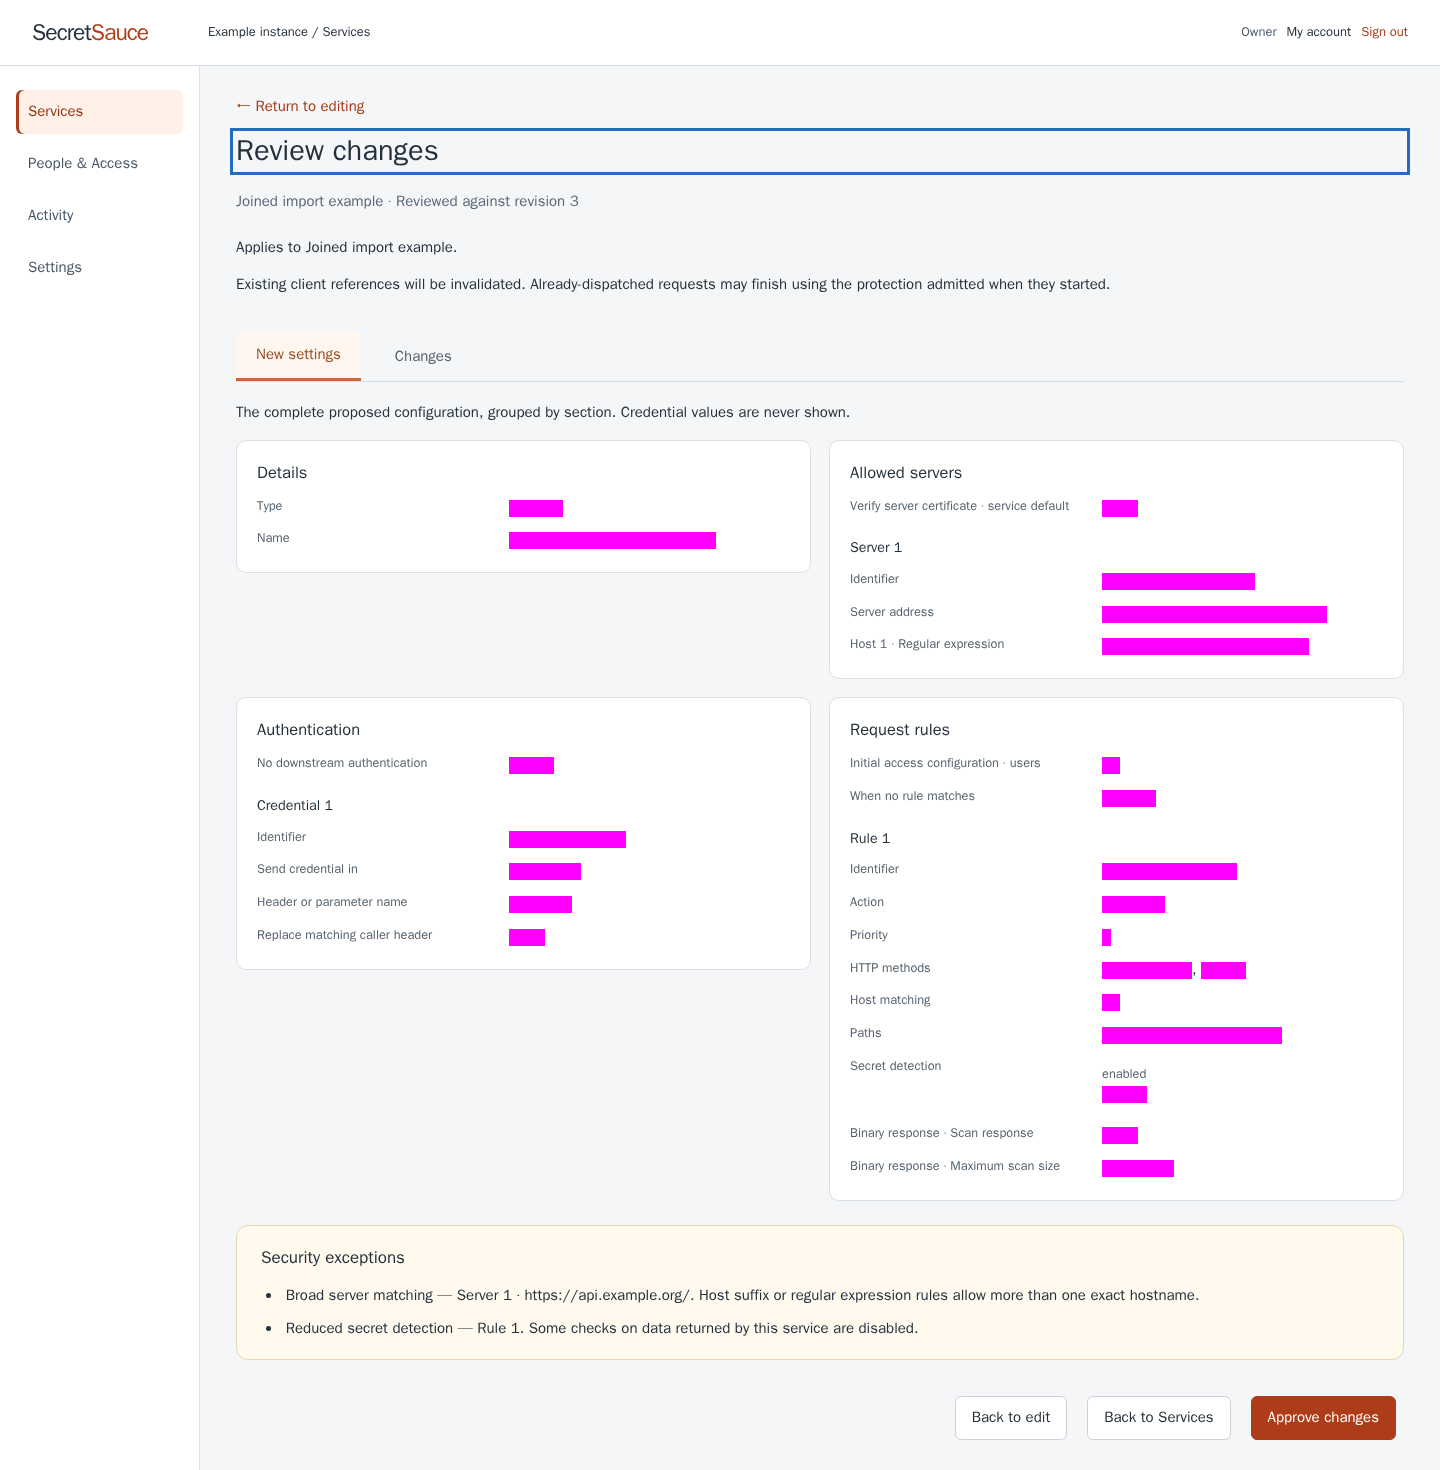 SecretSauce
Example instance / Services
Owner My account Sign out
Services
People & Access
Activity
Settings
← Return to editing
Review changes
Joined import example · Reviewed against revision 3
Applies to Joined import example.
Existing client references will be invalidated. Already-dispatched requests may finish using the protection admitted when they started.
New settings
Changes
The complete proposed configuration, grouped by section. Credential values are never shown.
Details
Type
Name
Allowed servers
Verify server certificate · service default
Server 1
Identifier
Server address
Host 1 · Regular expression
Authentication
No downstream authentication
Credential 1
Identifier
Send credential in
Header or parameter name
Replace matching caller header
Request rules
Initial access configuration · users
When no rule matches
Rule 1
Identifier
Action
Priority
HTTP methods
,
Host matching
Paths
Secret detection
enabled
Binary response · Scan response
Binary response · Maximum scan size
Security exceptions
• Broad server matching — Server 1 · https://api.example.org/. Host suffix or regular expression rules allow more than one exact hostname.
• Reduced secret detection — Rule 1. Some checks on data returned by this service are disabled.
Back to edit
Back to Services
Approve changes